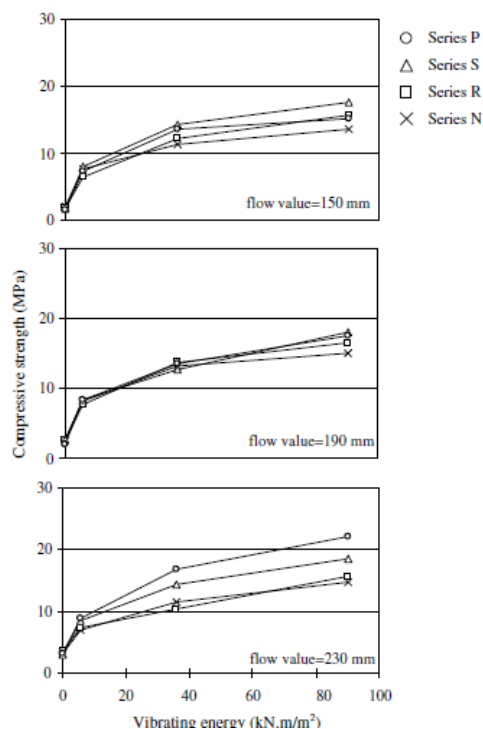 30
20
10
0
flow value=150 mm
Series P
Series S
Series R
Series N
30
20
10
0
flow value=190 mm
30
20
10
0
flow value=230 mm
0
20
40
60
80
100
Compressive strength (MPa)
Vibrating energy (kN.m/m²)